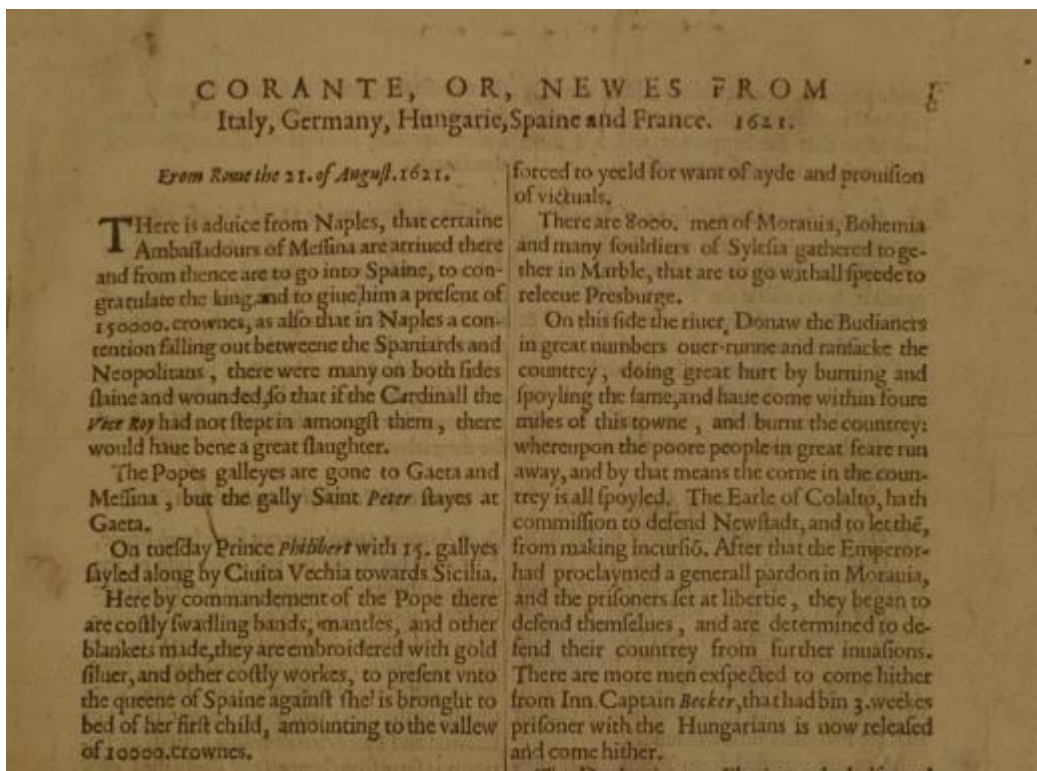 CORANTE, OR, NEWES FROM
Italy, Germany, Hungarie, Spaine and France. 1621.
From Rome the 21. of Auguſt. 1621.
THere is aduice from Naples, that certaine
Ambaſſadours of Meſſina are arriued there
and from thence are to go into Spaine, to con-
gratulate the king, and to giue him a preſent of
150000. crownes, as alſo that in Naples a con-
tention falling out betweene the Spaniards and
Neopolitans, there were many on both ſides
ſlaine and wounded, ſo that if the Cardinall the
Vice Roy had not ſtept in amongſt them, there
would haue bene a great ſlaughter.
The Popes galleyes are gone to Gaeta and
Meſſina, but the gally Saint Peter ſtayes at
Gaeta.
On tueſday Prince Philibert with 15. gallyes
ſayled along by Ciuita Vechia towards Sicilia.
Here by commandement of the Pope there
are coſtly ſwadling bands, mantles, and other
blankets made, they are embroidered with gold
ſiluer, and other coſtly workes, to preſent vnto
the queene of Spaine againſt ſhe is brought to
bed of her firſt child, amounting to the vallew
of 10000. crownes.
forced to yeeld for want of ayde and prouiſion
of victuals.
There are 8000. men of Morauia, Bohemia
and many ſouldiers of Syleſia gathered toge-
ther in Marble, that are to go withall ſpeede to
releeue Presburge.
On this ſide the riuer, Donaw the Budianers
in great numbers ouer-runne and ranſacke the
countrey, doing great hurt by burning and
ſpoyling the ſame, and haue come within foure
miles of this towne, and burnt the countrey:
whereupon the poore people in great feare run
away, and by that means the corne in the coun-
trey is all ſpoyled. The Earle of Colalto, hath
commiſſion to defend Newſtadt, and to let thē,
from making incurſiō. After that the Emperor
had proclaymed a generall pardon in Morauia,
and the priſoners ſet at libertie, they began to
defend themſelues, and are determined to de-
fend their countrey from further inuaſions.
There are more men exſpected to come hither
from Inn. Captain Becker, that had bin 3. weekes
priſoner with the Hungarians is now releaſed
and come hither.